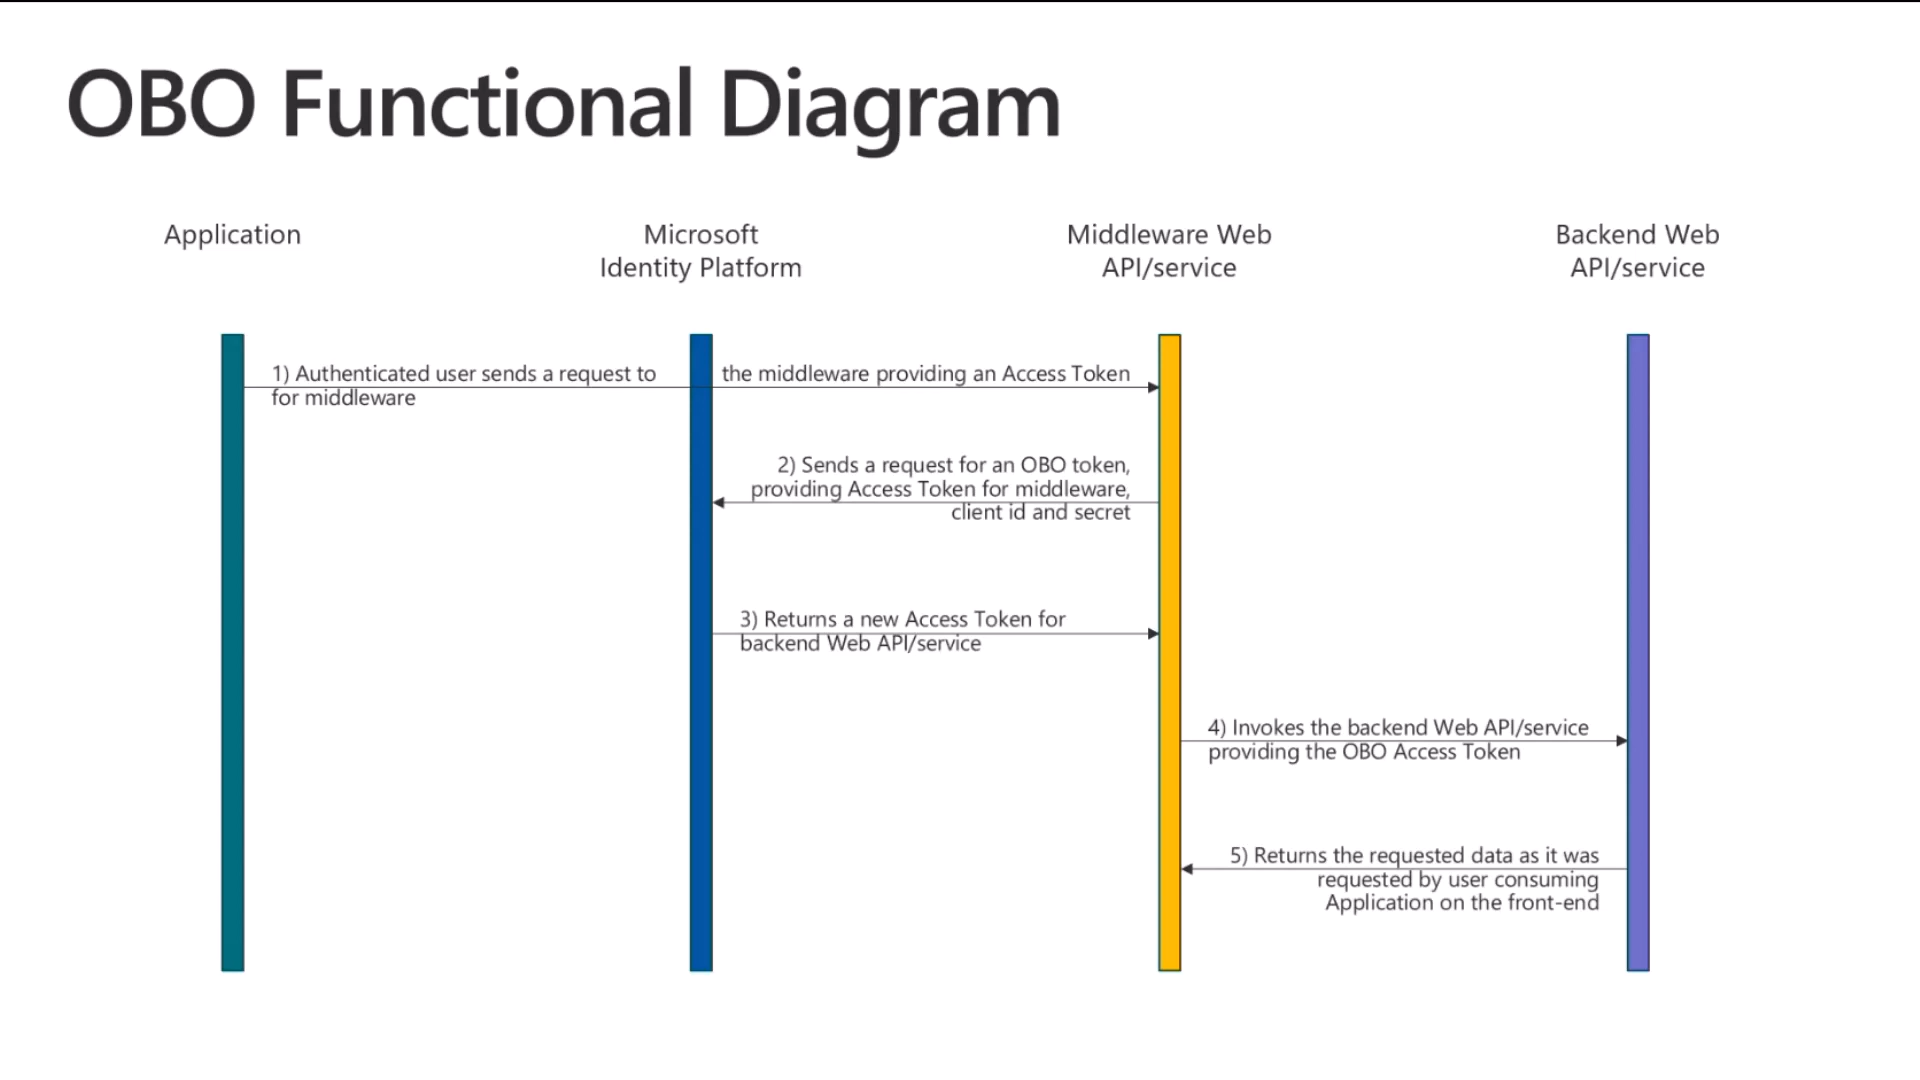 OBO Functional Diagram
Application
Microsoft
Identity Platform
Middleware Web
API/service
Backend Web
API/service
1) Authenticated user sends a request to the middleware providing an Access Token
for middleware
2) Sends a request for an OBO token,
providing Access Token for middleware,
client id and secret
3) Returns a new Access Token for
backend Web API/service
4) Invokes the backend Web API/service
providing the OBO Access Token
5) Returns the requested data as it was
requested by user consuming
Application on the front-end